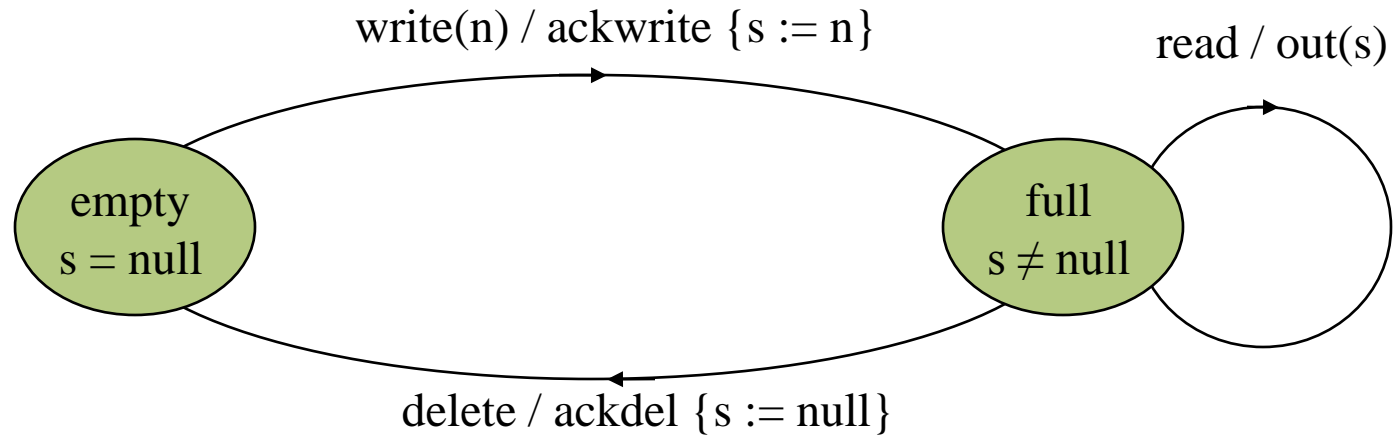 write(n) / ackwrite {s := n}
read / out(s)
empty
s = null
full
s ≠ null
delete / ackdel {s := null}